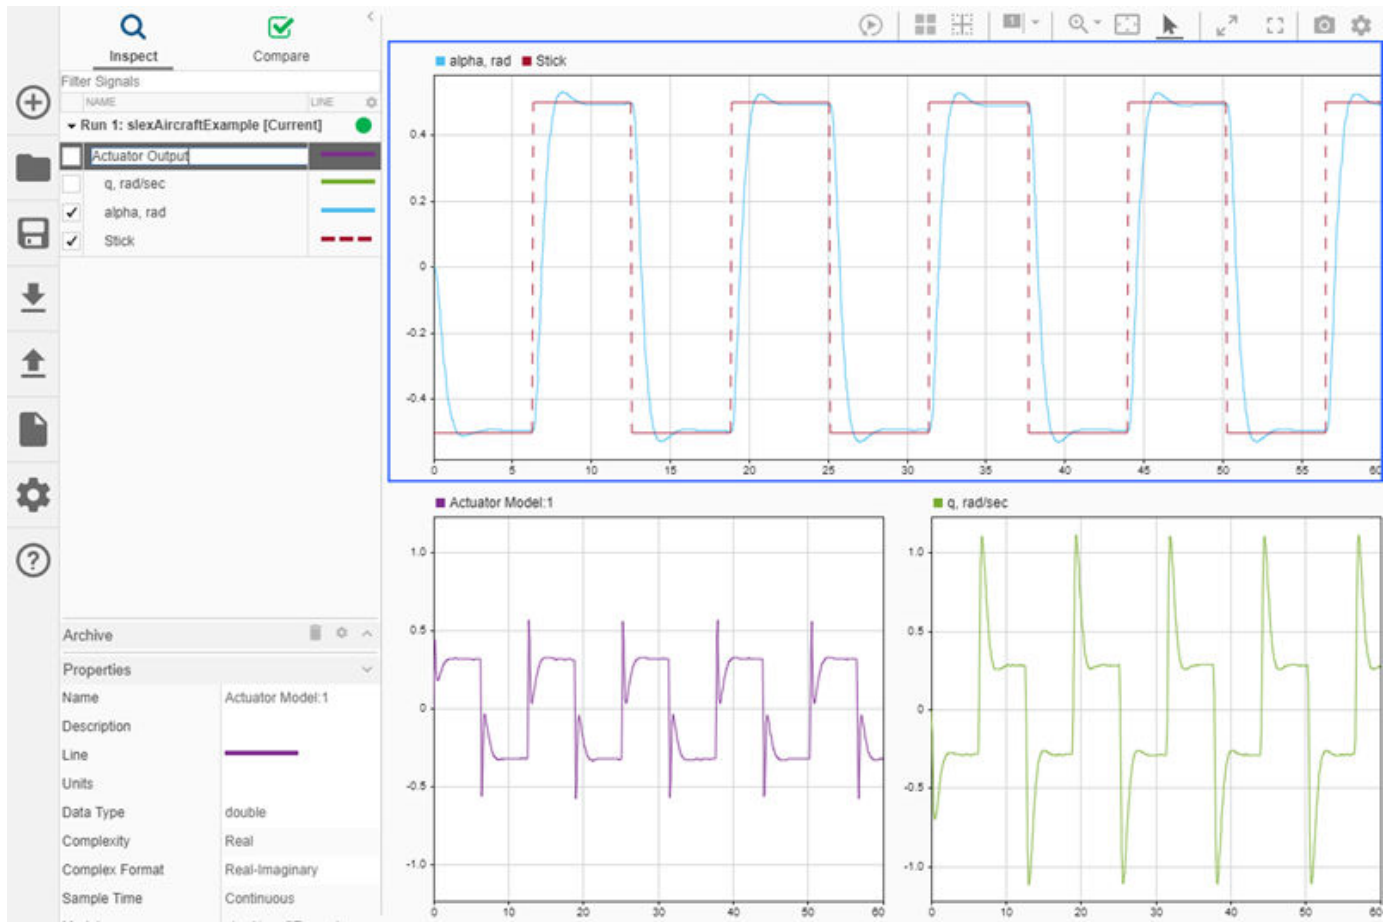 Inspect
Compare
Filter Signals
NAME
LINE
Run 1: slexAircraftExample [Current]
Actuator Output
q, rad/sec
alpha, rad
Stick
Archive
Properties
Name Actuator Model:1
Description
Line
Units
Data Type double
Complexity Real
Complex Format Real-Imaginary
Sample Time Continuous
1
alpha, rad Stick
0.4
0.2
0
-0.2
-0.4
0 5 10 15 20 25 30 35 40 45 50 55 60
Actuator Model:1
1.0
0.5
0
-0.5
-1.0
0 10 20 30 40 50 60
q, rad/sec
1.0
0.5
0
-0.5
-1.0
0 10 20 30 40 50 60